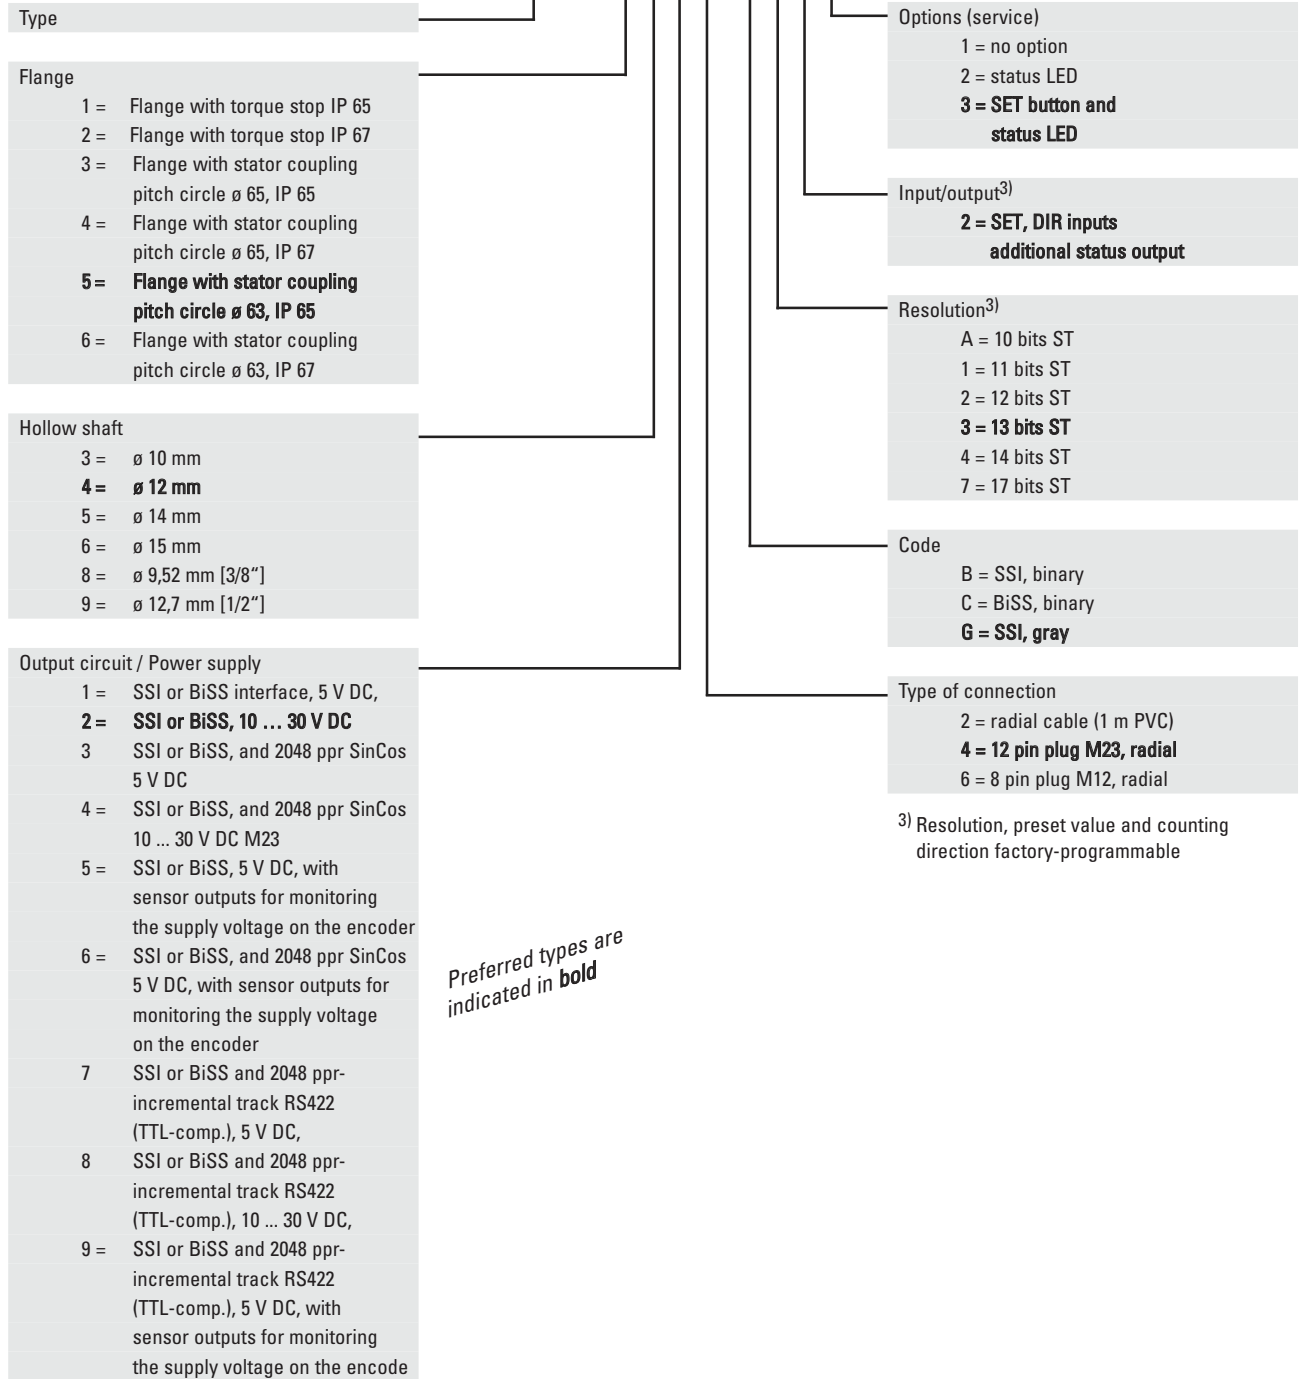 Type
Flange
1 = Flange with torque stop IP 65
2 = Flange with torque stop IP 67
3 = Flange with stator coupling
pitch circle ø 65, IP 65
4 = Flange with stator coupling
pitch circle ø 65, IP 67
5 = Flange with stator coupling
pitch circle ø 63, IP 65
6 = Flange with stator coupling
pitch circle ø 63, IP 67
Hollow shaft
3 = ø 10 mm
4 = ø 12 mm
5 = ø 14 mm
6 = ø 15 mm
8 = ø 9,52 mm [3/8“]
9 = ø 12,7 mm [1/2“]
Output circuit / Power supply
1 = SSI or BiSS interface, 5 V DC,
2 = SSI or BiSS, 10 … 30 V DC
3 SSI or BiSS, and 2048 ppr SinCos
5 V DC
4 = SSI or BiSS, and 2048 ppr SinCos
10 ... 30 V DC M23
5 = SSI or BiSS, 5 V DC, with
sensor outputs for monitoring
the supply voltage on the encoder
6 = SSI or BiSS, and 2048 ppr SinCos
5 V DC, with sensor outputs for
monitoring the supply voltage
on the encoder
7 SSI or BiSS and 2048 ppr-
incremental track RS422
(TTL-comp.), 5 V DC,
8 SSI or BiSS and 2048 ppr-
incremental track RS422
(TTL-comp.), 10 ... 30 V DC,
9 = SSI or BiSS and 2048 ppr-
incremental track RS422
(TTL-comp.), 5 V DC, with
sensor outputs for monitoring
the supply voltage on the encode
Preferred types are
indicated in bold
Options (service)
1 = no option
2 = status LED
3 = SET button and
status LED
Input/output3)
2 = SET, DIR inputs
additional status output
Resolution3)
A = 10 bits ST
1 = 11 bits ST
2 = 12 bits ST
3 = 13 bits ST
4 = 14 bits ST
7 = 17 bits ST
Code
B = SSI, binary
C = BiSS, binary
G = SSI, gray
Type of connection
2 = radial cable (1 m PVC)
4 = 12 pin plug M23, radial
6 = 8 pin plug M12, radial
3) Resolution, preset value and counting
direction factory-programmable